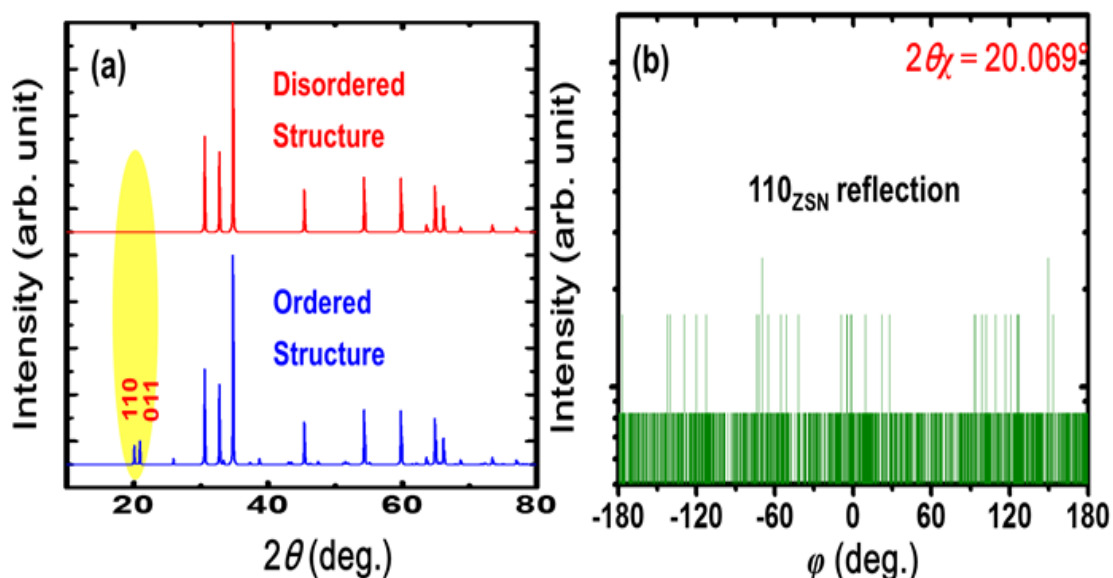 (a)
Disordered
Structure
Ordered
Structure
110
011
Intensity (arb. unit)
20 40 60 80
2θ (deg.)
(b)
2θχ = 20.069°
110ZSN reflection
Intensity (arb. unit)
-180 -120 -60 0 60 120 180
φ (deg.)